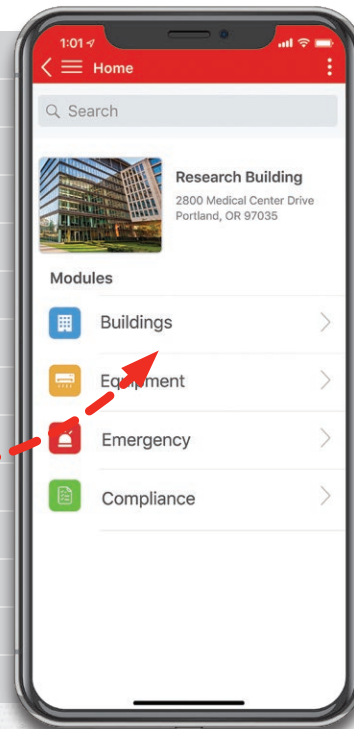 1:01
Home
Search
Research Building
2800 Medical Center Drive
Portland, OR 97035
Modules
Buildings
Equipment
Emergency
Compliance